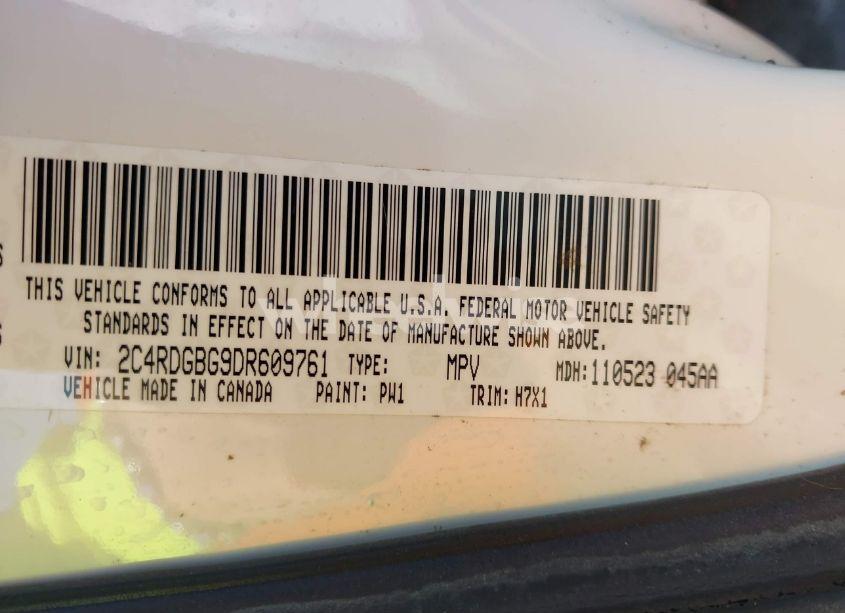 THIS VEHICLE CONFORMS TO ALL APPLICABLE U.S.A. FEDERAL MOTOR VEHICLE SAFETY
STANDARDS IN EFFECT ON THE DATE OF MANUFACTURE SHOWN ABOVE.
VIN: 2C4RDGBG9DR609761 TYPE: MPV MDH: 110523 045AA
VEHICLE MADE IN CANADA PAINT: PW1 TRIM: H7X1